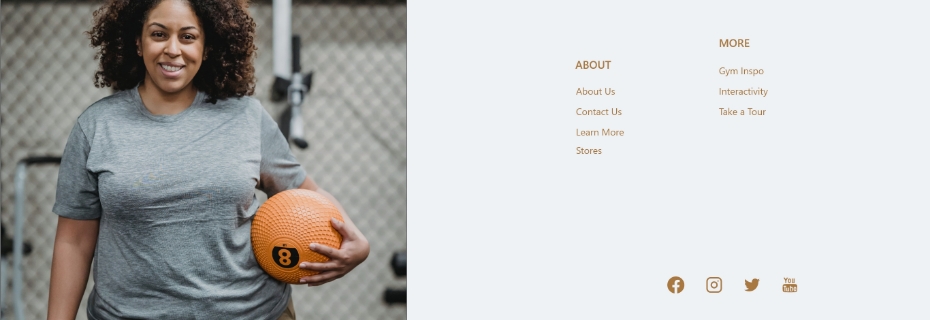 ABOUT
About Us
Contact Us
Learn More
Stores
MORE
Gym Inspo
Interactivity
Take a Tour
8
You
Tube